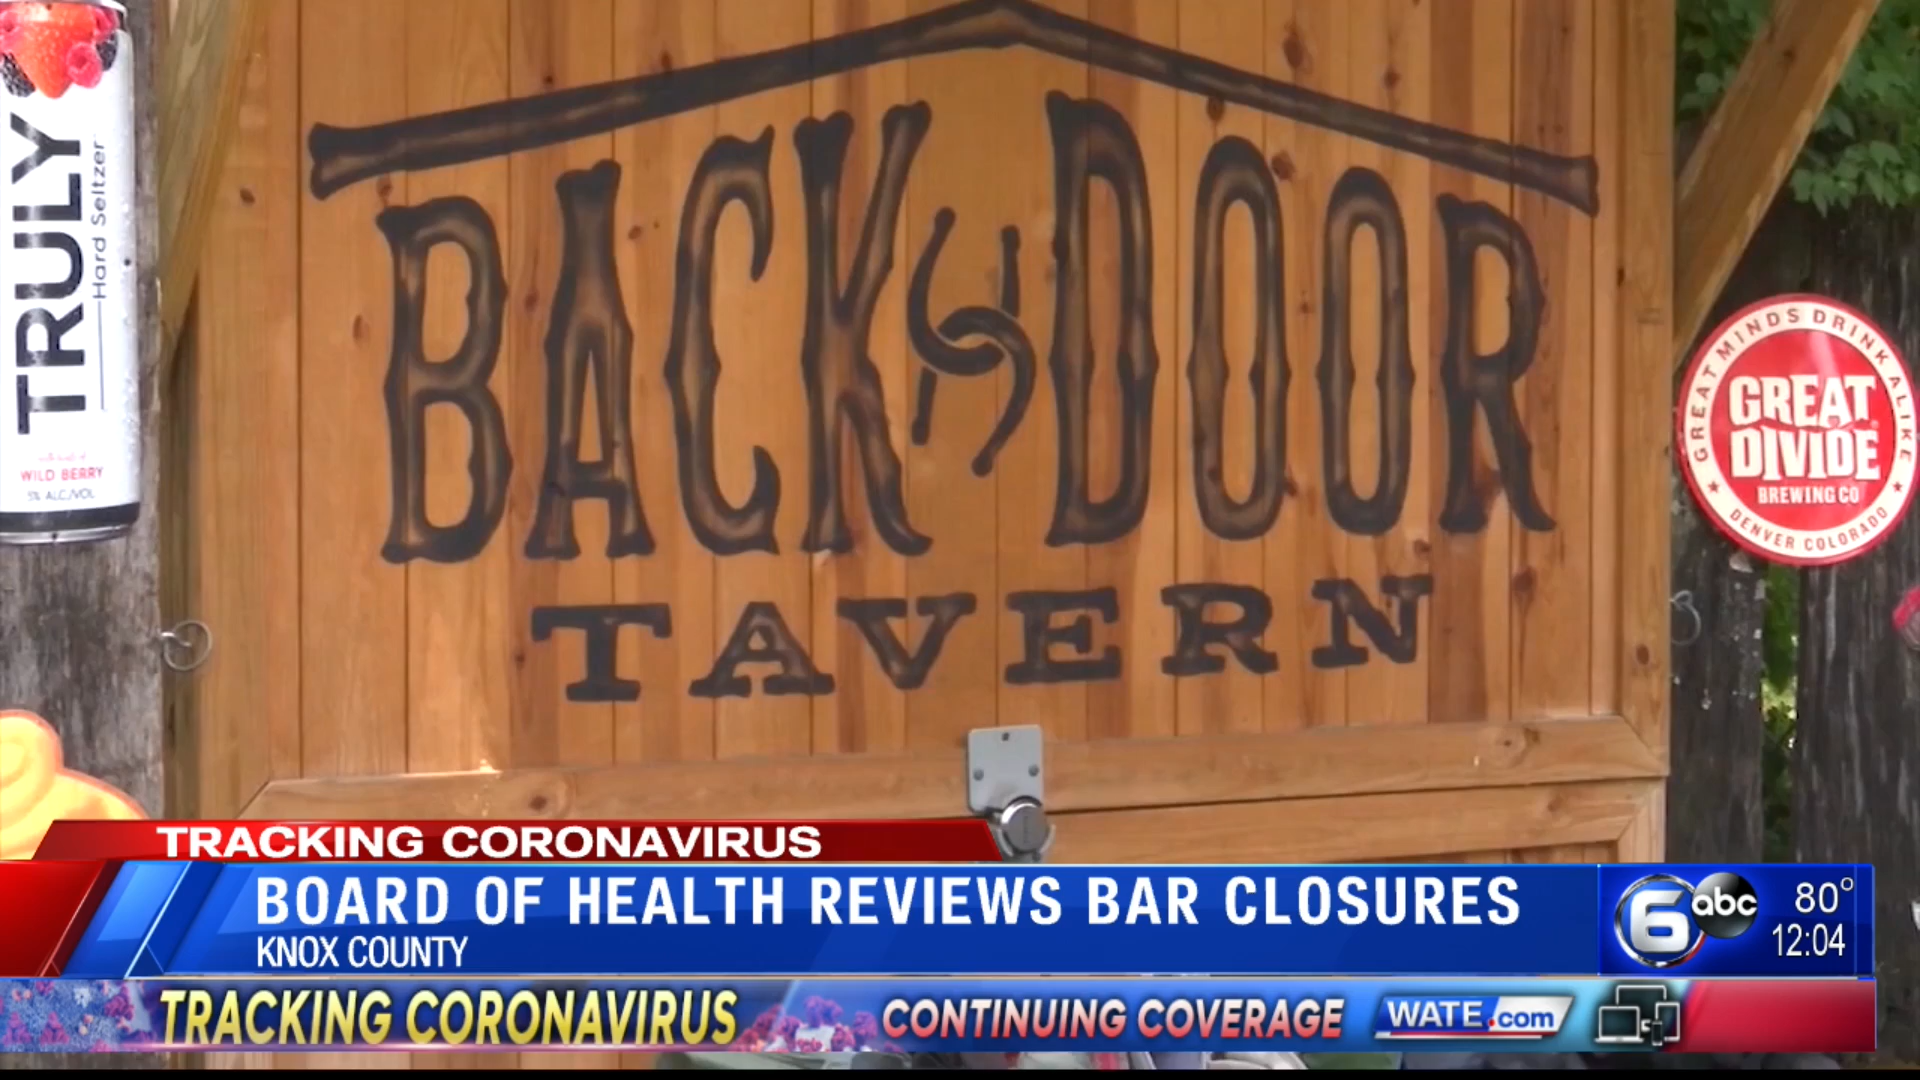 TRULY
Hard Seltzer
WILD BERRY
5% ALC./VOL
BACK DOOR
TAVERN
GREAT MINDS DRINK ALIKE
GREAT
DIVIDE
BREWING CO
DENVER COLORADO
TRACKING CORONAVIRUS
BOARD OF HEALTH REVIEWS BAR CLOSURES
KNOX COUNTY
6 abc
80°
12:04
TRACKING CORONAVIRUS
CONTINUING COVERAGE
WATE.com